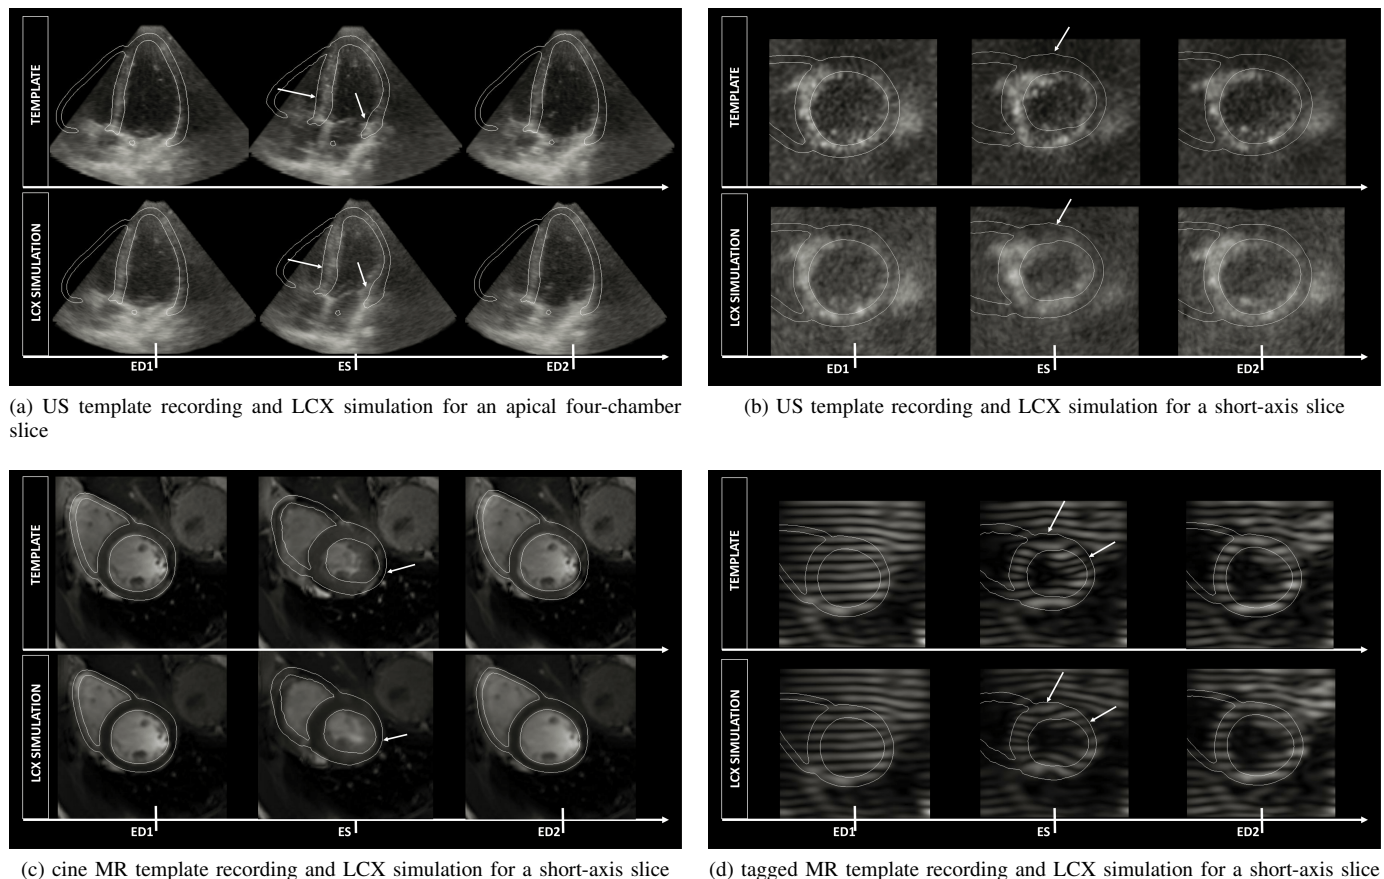 TEMPLATE
LCX SIMULATION
ED1
ES
ED2
(a) US template recording and LCX simulation for an apical four-chamber
slice
TEMPLATE
LCX SIMULATION
ED1
ES
ED2
(b) US template recording and LCX simulation for a short-axis slice
TEMPLATE
LCX SIMULATION
ED1
ES
ED2
(c) cine MR template recording and LCX simulation for a short-axis slice
TEMPLATE
LCX SIMULATION
ED1
ES
ED2
(d) tagged MR template recording and LCX simulation for a short-axis slice